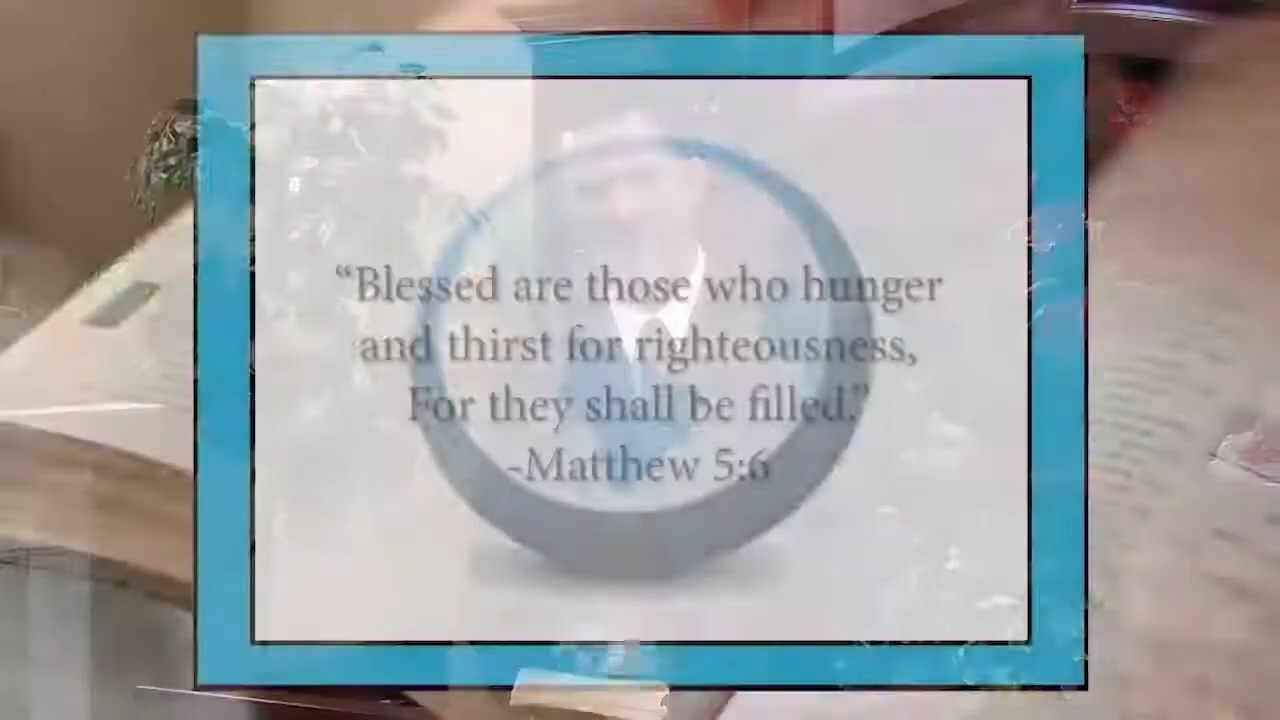 “Blessed are those who hunger
and thirst for righteousness,
For they shall be filled.”
-Matthew 5:6